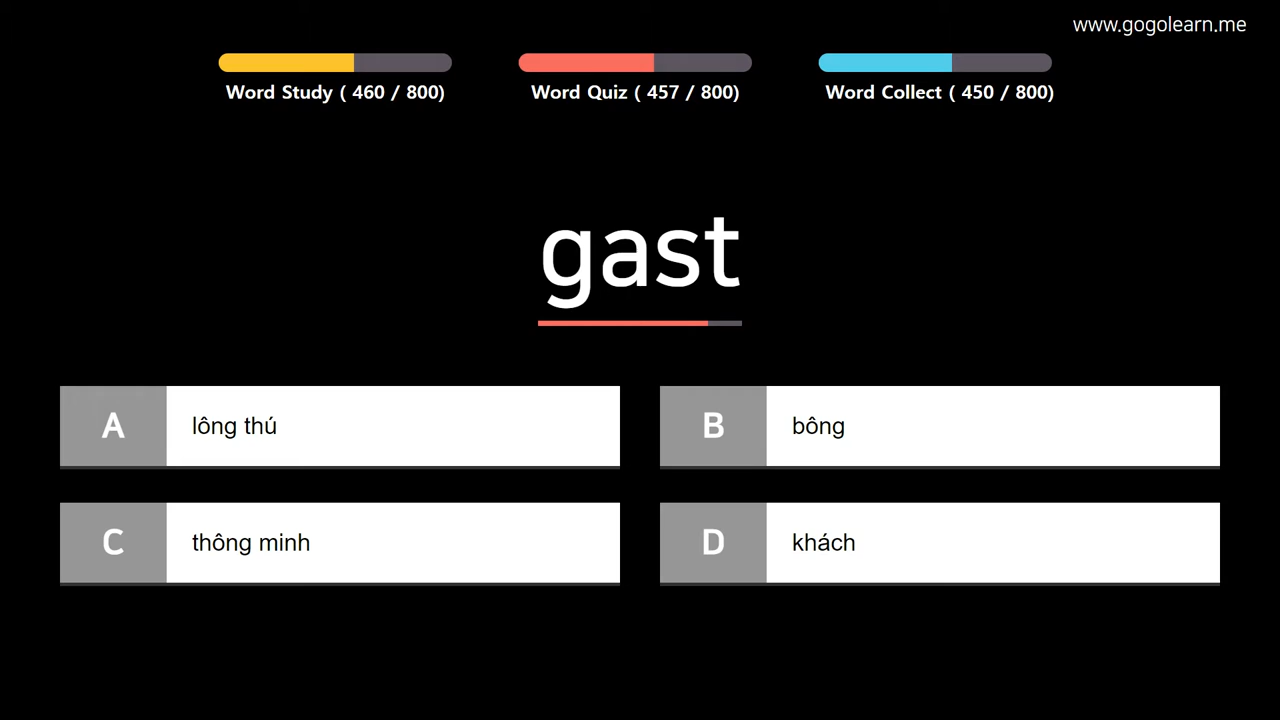 www.gogolearn.me
Word Study ( 460 / 800)
Word Quiz ( 457 / 800)
Word Collect ( 450 / 800)
gast
A lông thú
B bông
C thông minh
D khách